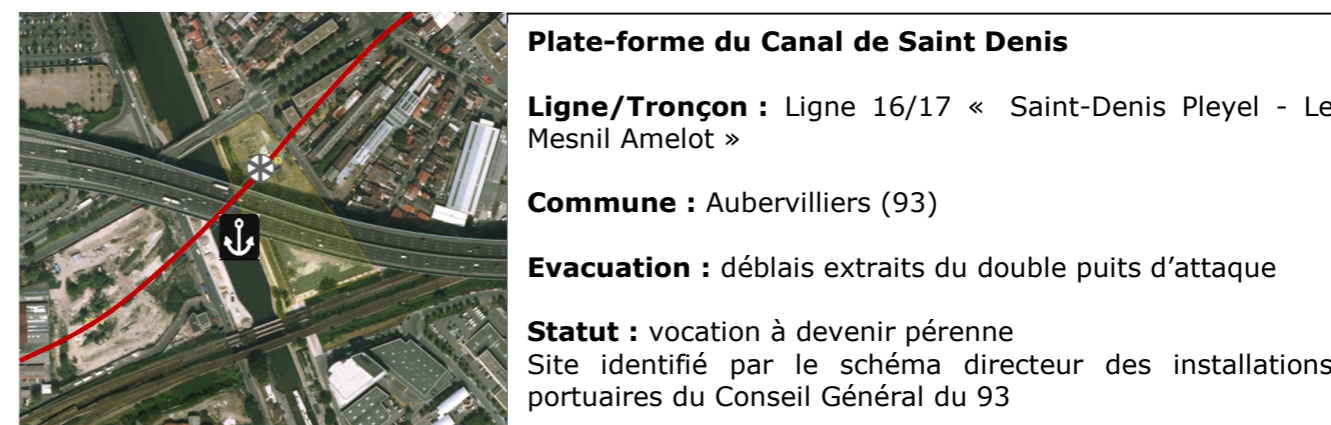 Plate-forme du Canal de Saint Denis
Ligne/Tronçon : Ligne 16/17 « Saint-Denis Pleyel - Le
Mesnil Amelot »
Commune : Aubervilliers (93)
Evacuation : déblais extraits du double puits d’attaque
Statut : vocation à devenir pérenne
Site identifié par le schéma directeur des installations
portuaires du Conseil Général du 93